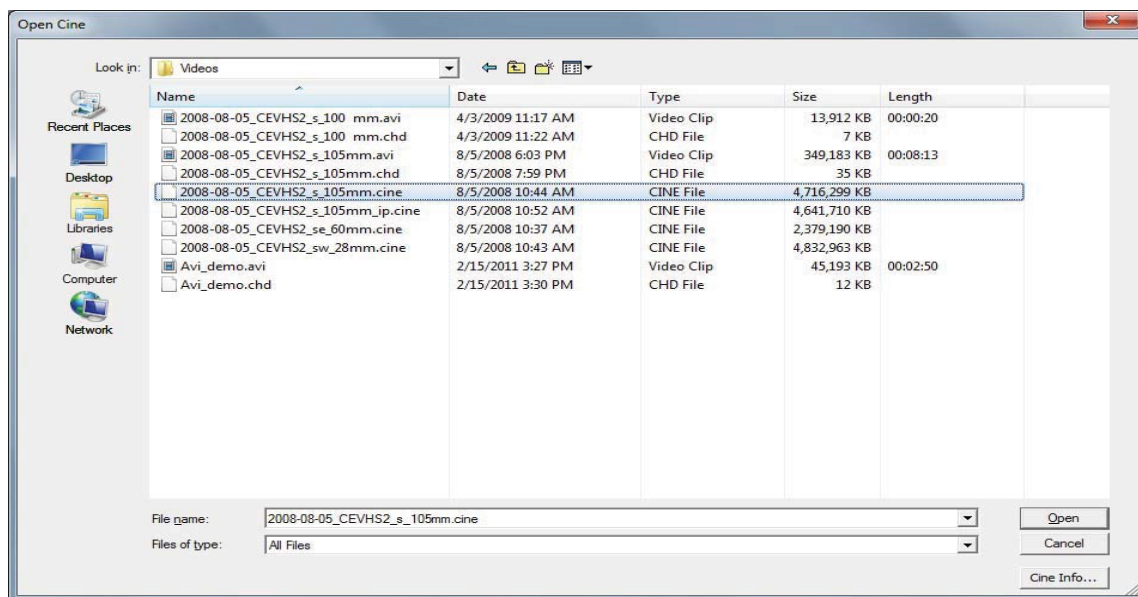 Open Cine
Look in: Videos
Recent Places
Desktop
Libraries
Computer
Network
Name Date Type Size Length
2008-08-05_CEVHS2_s_100 mm.avi 4/3/2009 11:17 AM Video Clip 13,912 KB 00:00:20
2008-08-05_CEVHS2_s_100 mm.chd 4/3/2009 11:22 AM CHD File 7 KB
2008-08-05_CEVHS2_s_105mm.avi 8/5/2008 6:03 PM Video Clip 349,183 KB 00:08:13
2008-08-05_CEVHS2_s_105mm.chd 8/5/2008 7:59 PM CHD File 35 KB
2008-08-05_CEVHS2_s_105mm.cine 8/5/2008 10:44 AM CINE File 4,716,299 KB
2008-08-05_CEVHS2_s_105mm_ip.cine 8/5/2008 10:52 AM CINE File 4,641,710 KB
2008-08-05_CEVHS2_se_60mm.cine 8/5/2008 10:37 AM CINE File 2,379,190 KB
2008-08-05_CEVHS2_sw_28mm.cine 8/5/2008 10:43 AM CINE File 4,832,963 KB
Avi_demo.avi 2/15/2011 3:27 PM Video Clip 45,193 KB 00:02:50
Avi_demo.chd 2/15/2011 3:30 PM CHD File 12 KB
File name: 2008-08-05_CEVHS2_s_105mm.cine Open
Files of type: All Files Cancel
Cine Info...